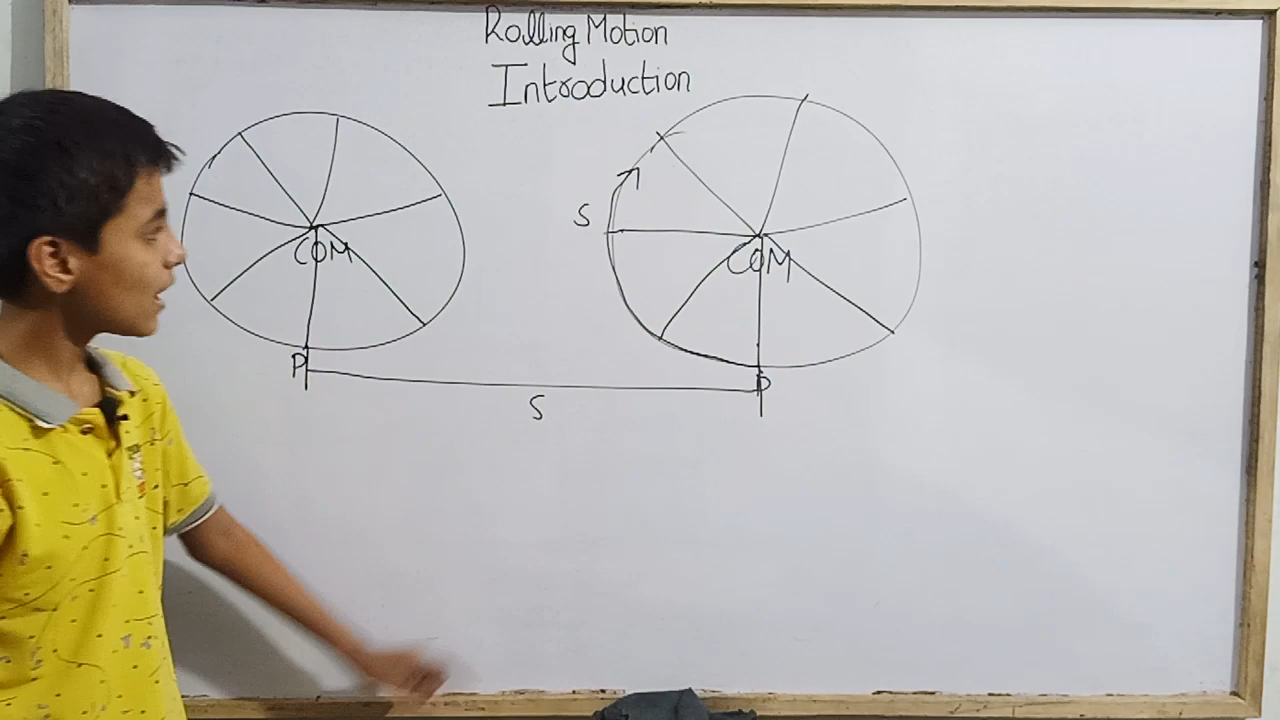 Rolling Motion
Introduction
S
COM
COM
P
P
S